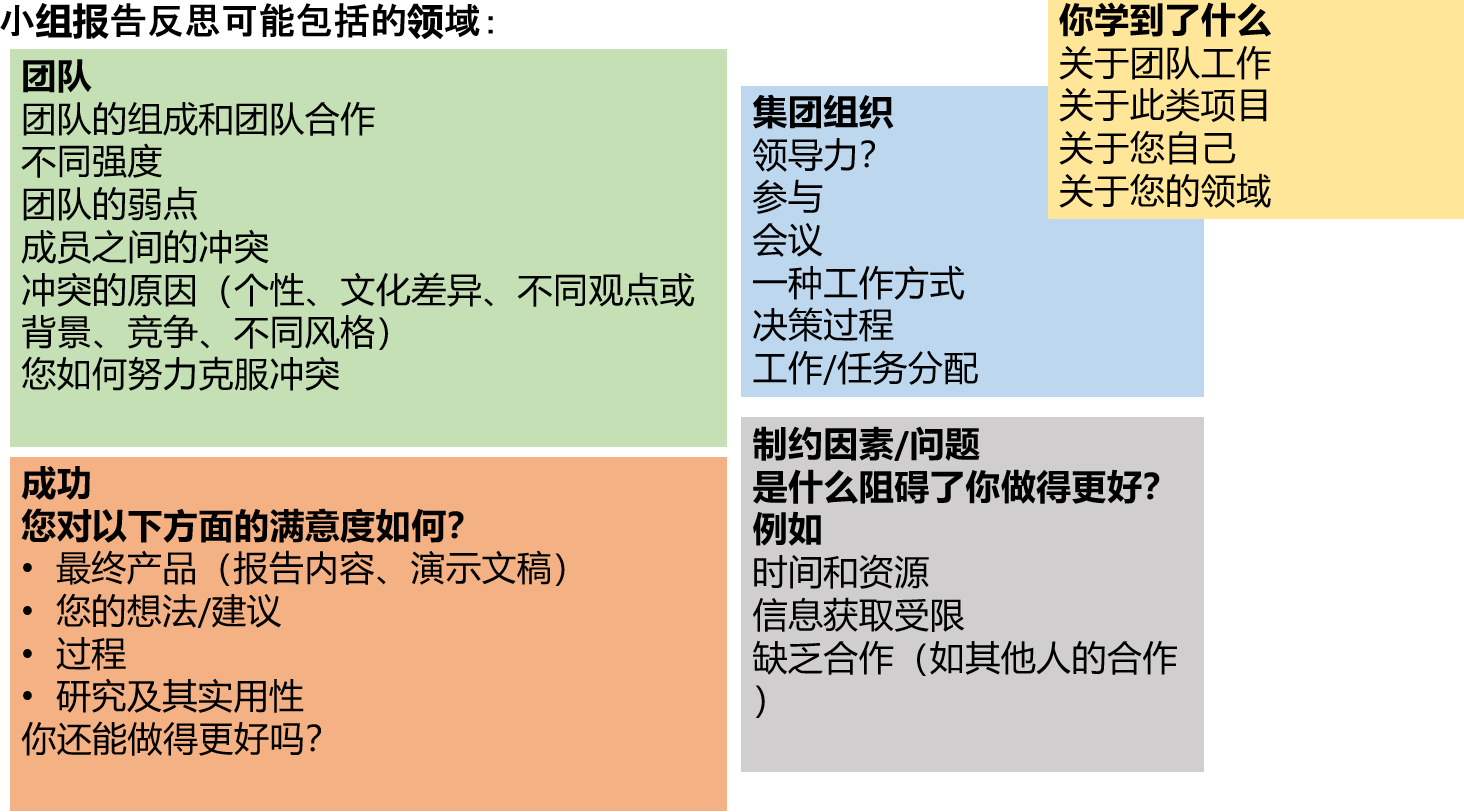 小组报告反思可能包括的领域：
团队
团队的组成和团队合作
不同强度
团队的弱点
成员之间的冲突
冲突的原因（个性、文化差异、不同观点或
背景、竞争、不同风格）
您如何努力克服冲突
集团组织
领导力？
参与
会议
一种工作方式
决策过程
工作/任务分配
你学到了什么
关于团队工作
关于此类项目
关于您自己
关于您的领域
成功
您对以下方面的满意度如何？
• 最终产品（报告内容、演示文稿）
• 您的想法/建议
• 过程
• 研究及其实用性
你还能做得更好吗？
制约因素/问题
是什么阻碍了你做得更好？
例如
时间和资源
信息获取受限
缺乏合作（如其他人的合作
）